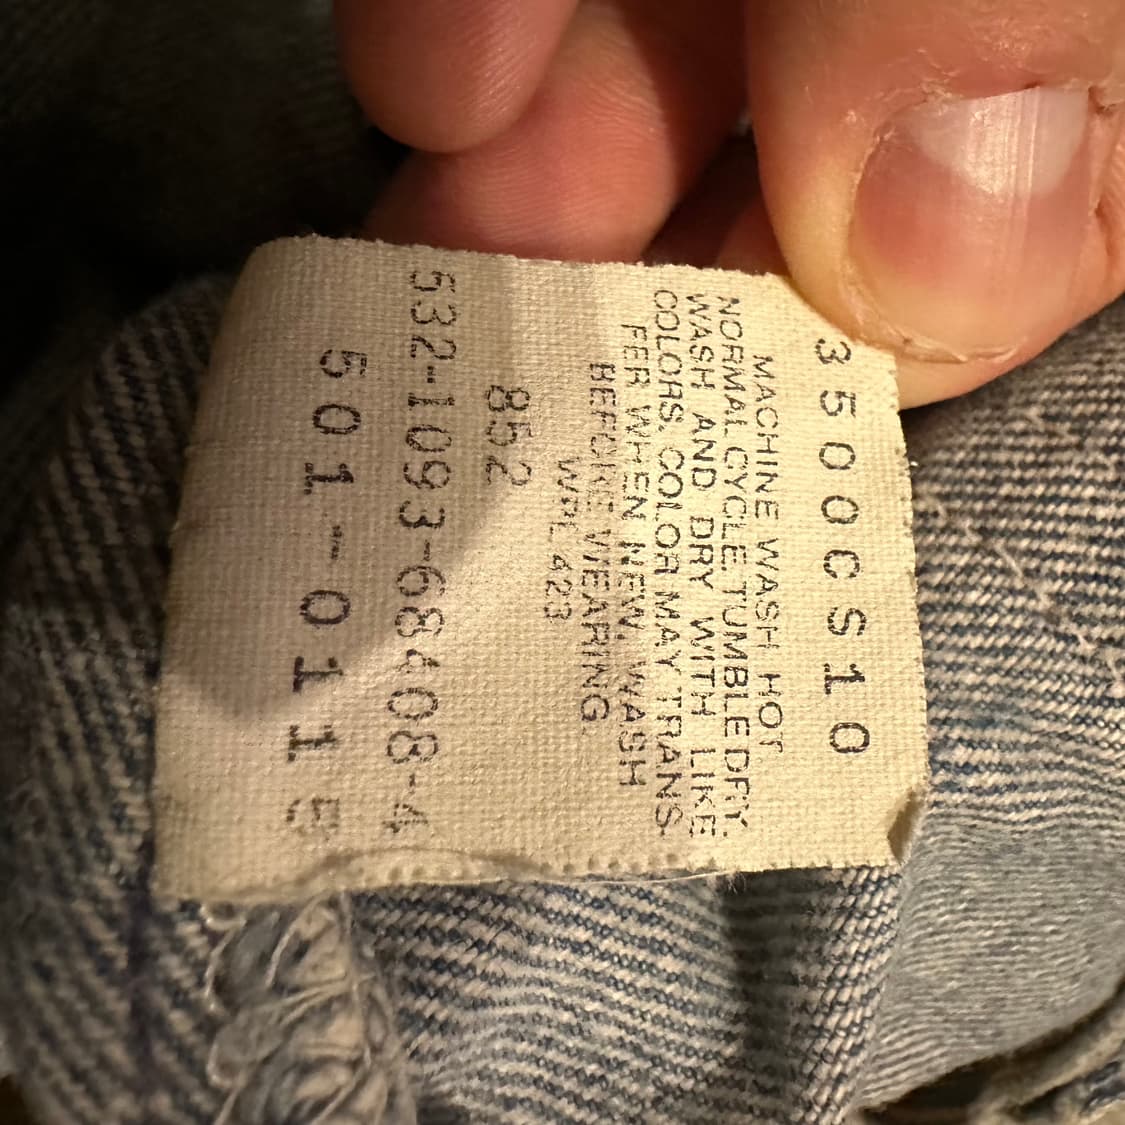 3500CS10
MACHINE WASH HOT
NORMAL CYCLE. TUMBLE DRY.
WASH AND DRY WITH LIKE
COLORS. COLOR MAY TRANS-
FER WHEN NEW. WASH
BEFORE WEARING.
WPL 423
852
532-1093-68408-4
501-0115